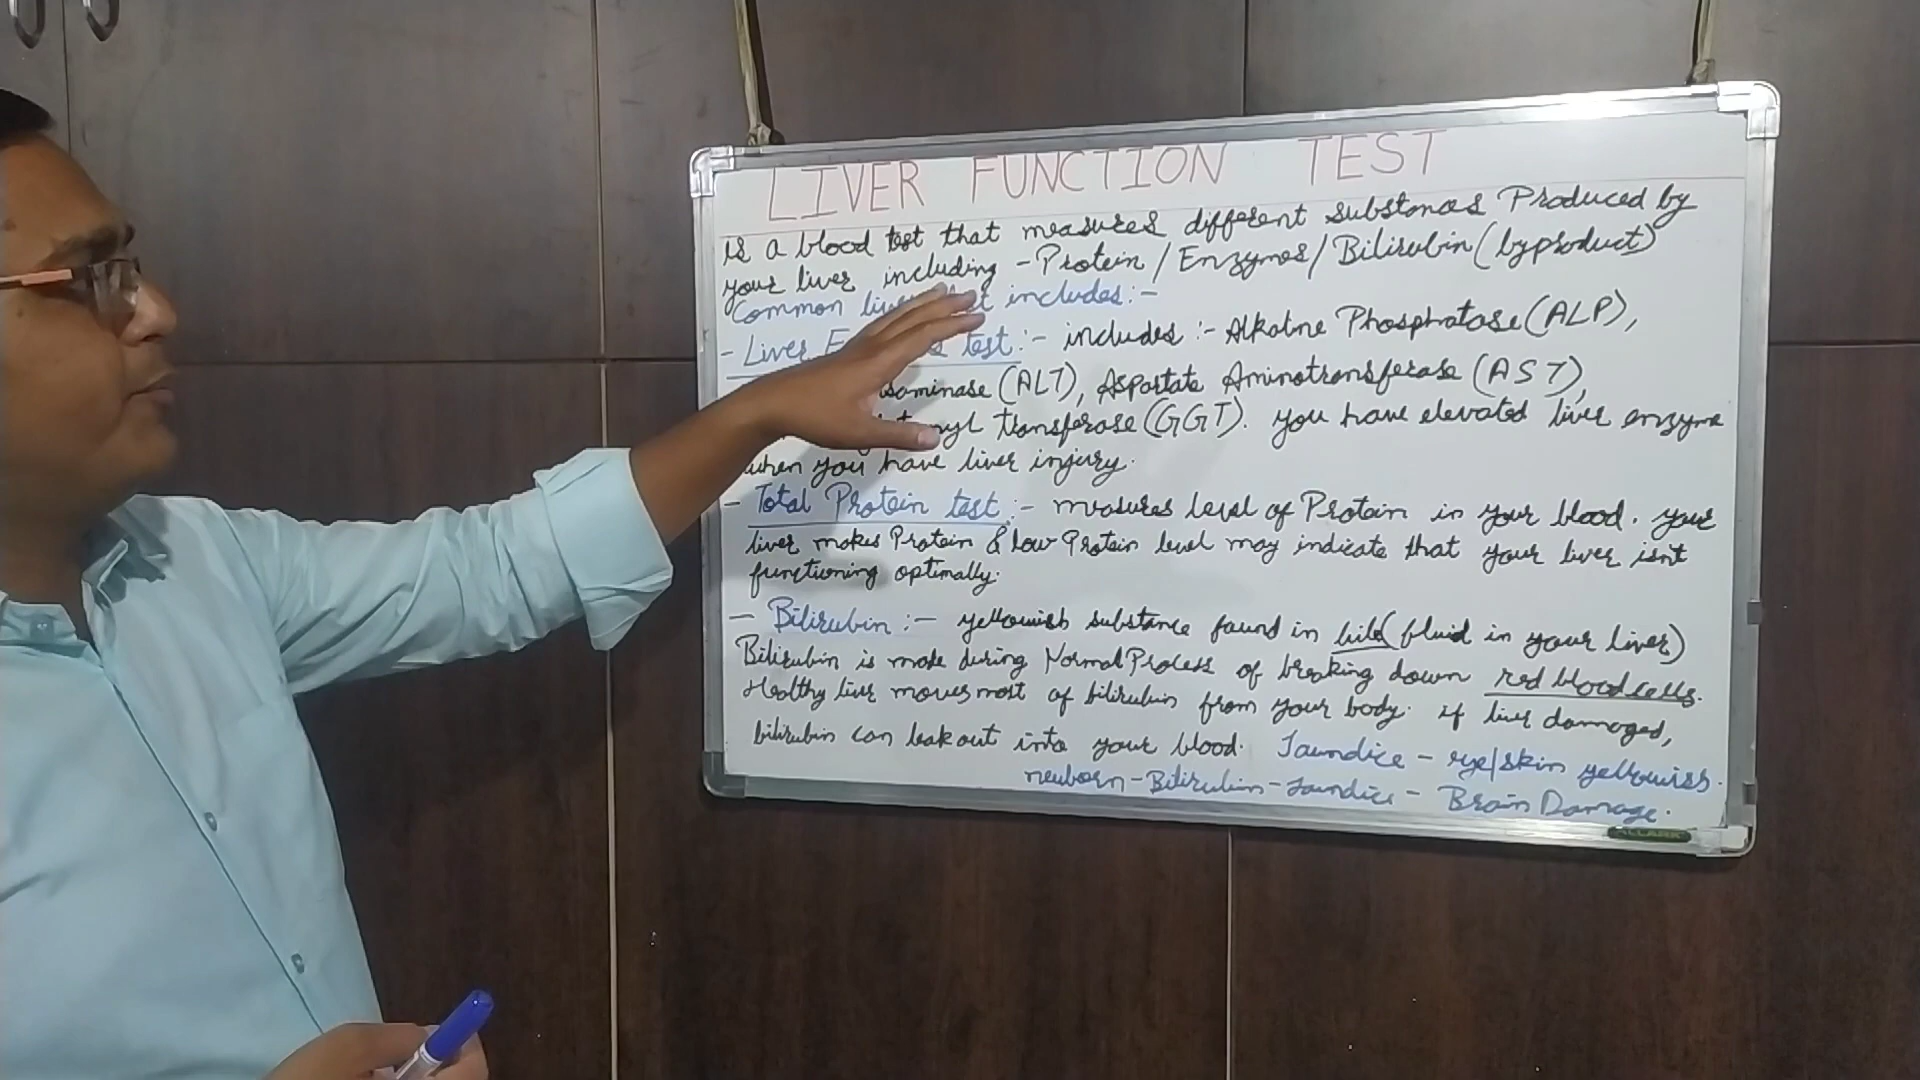 LIVER FUNCTION TEST
is a blood test that measures different substances Produced by
your liver including - Protein / Enzymes / Bilirubin (byproduct)
Common includes :-
- Liver test :- includes :- Alkaline Phosphatase (ALP),
(ALT), Aspartate Aminotransferase (AST),
transferase (GGT). you have elevated liver enzyme
when you have liver injury.
- Total Protein test :- measures level of Protein in your blood. your
liver makes Protein & low Protein level may indicate that your liver isn't
functioning optimally.
- Bilirubin :- yellowish substance found in bile (fluid in your liver)
Bilirubin is made during Normal Process of breaking down red blood cells.
Healthy liver moves most of bilirubin from your body. if liver damaged,
bilirubin can leak out into your blood. Jaundice - eye/skin yellowiss.
newborn - Bilirubin - Jaundice - Brain Damage.